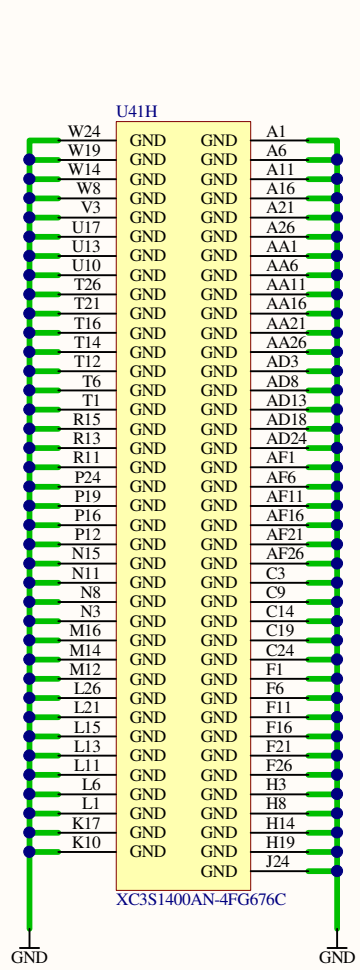 U41H
W24 GND GND A1
W19 GND GND A6
W14 GND GND A11
W8 GND GND A16
V3 GND GND A21
U17 GND GND A26
U13 GND GND AA1
U10 GND GND AA6
T26 GND GND AA11
T21 GND GND AA16
T16 GND GND AA21
T14 GND GND AA26
T12 GND GND AD3
T6 GND GND AD8
T1 GND GND AD13
R15 GND GND AD18
R13 GND GND AD24
R11 GND GND AF1
P24 GND GND AF6
P19 GND GND AF11
P16 GND GND AF16
P12 GND GND AF21
N15 GND GND AF26
N11 GND GND C3
N8 GND GND C9
N3 GND GND C14
M16 GND GND C19
M14 GND GND C24
M12 GND GND F1
L26 GND GND F6
L21 GND GND F11
L15 GND GND F16
L13 GND GND F21
L11 GND GND F26
L6 GND GND H3
L1 GND GND H8
K17 GND GND H14
K10 GND GND H19
GND J24
XC3S1400AN-4FG676C
GND GND